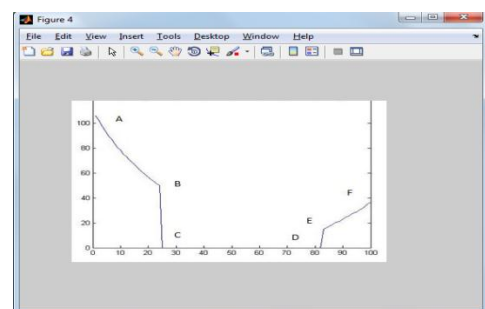 Figure 4
File Edit View Insert Tools Desktop Window Help
100
80
60
40
20
0
A
B
C
D
E
F
0 10 20 30 40 50 60 70 80 90 100